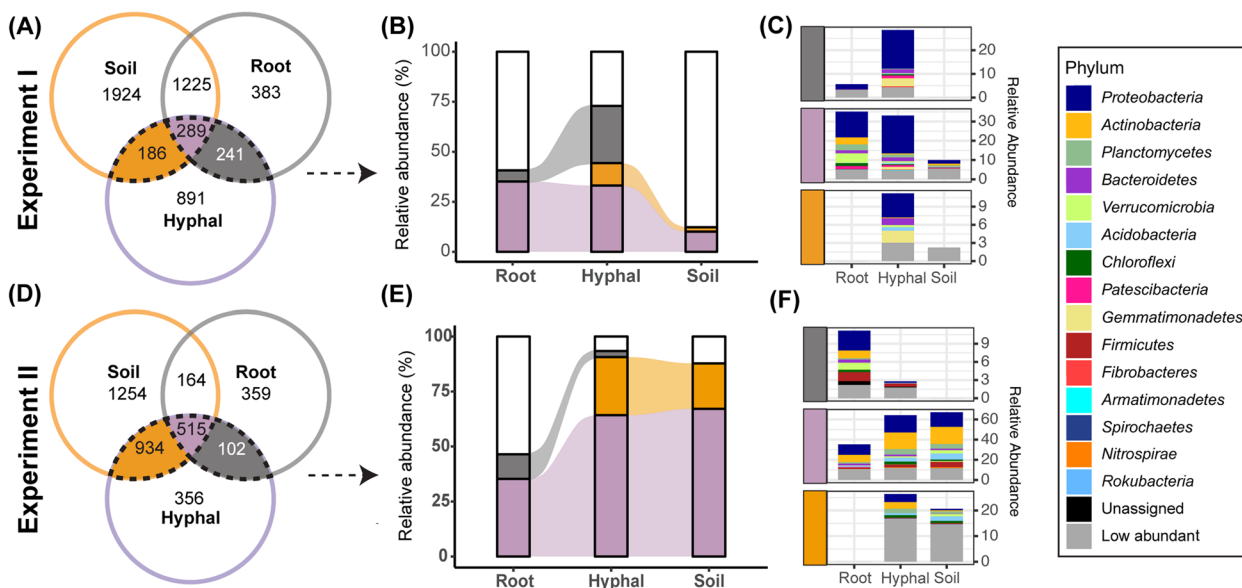 (A)
Experiment I
Soil
1924
1225
Root
383
289
186
241
891
Hyphal
(B)
Relative abundance (%)
100
75
50
25
0
Root
Hyphal
Soil
(C)
20
10
0
30
20
10
0
9
6
3
0
Relative Abundance
Root
Hyphal
Soil
(D)
Experiment II
Soil
1254
164
Root
359
515
934
102
356
Hyphal
(E)
Relative abundance (%)
100
75
50
25
0
Root
Hyphal
Soil
(F)
9
6
3
0
60
40
20
0
20
10
0
Relative Abundance
Root
Hyphal
Soil
Phylum
Proteobacteria
Actinobacteria
Planctomycetes
Bacteroidetes
Verrucomicrobia
Acidobacteria
Chloroflexi
Patescibacteria
Gemmatimonadetes
Firmicutes
Fibrobacteres
Armatimonadetes
Spirochaetes
Nitrospirae
Rokubacteria
Unassigned
Low abundant